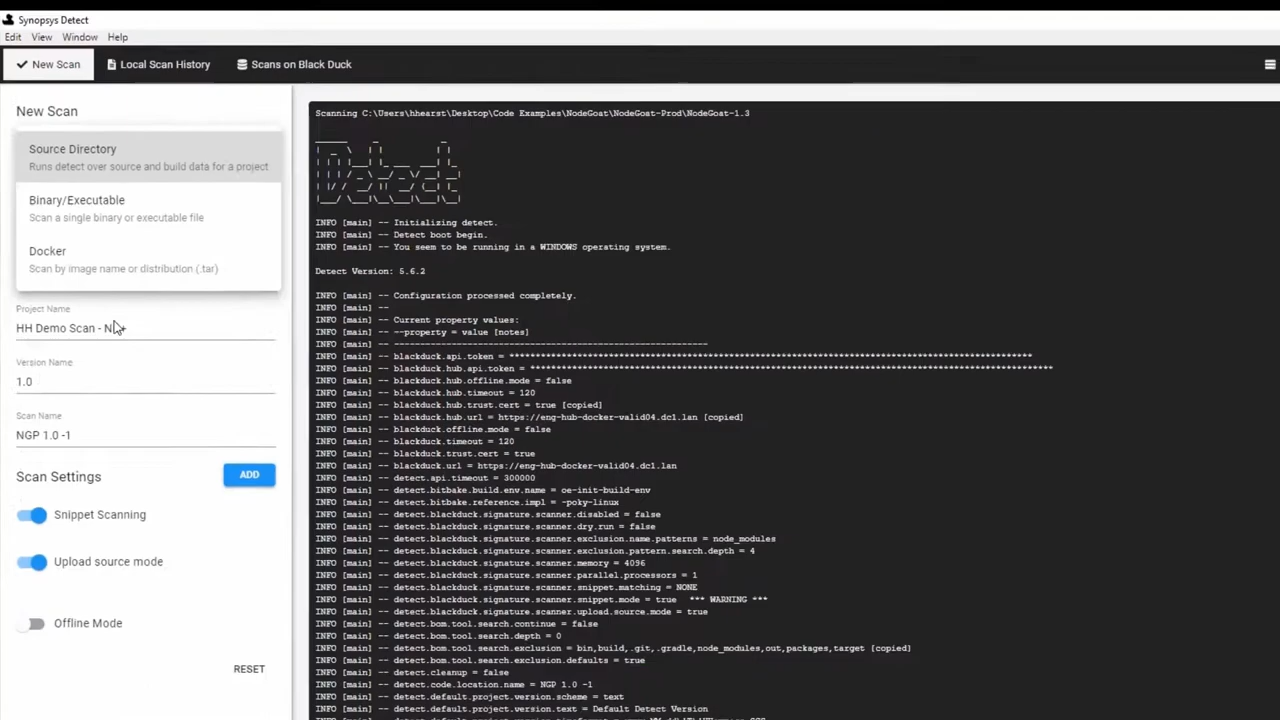 Synopsys Detect
Edit View Window Help
New Scan Local Scan History Scans on Black Duck
New Scan
Source Directory
Runs detect over source and build data for a project
Binary/Executable
Scan a single binary or executable file
Docker
Scan by image name or distribution (.tar)
Project Name
HH Demo Scan -
Version Name
1.0
Scan Name
NGP 1.0 -1
Scan Settings
ADD
Snippet Scanning
Upload source mode
Offline Mode
RESET
Scanning C:\Users\hhearst\Desktop\Code Examples\NodeGoat\NodeGoat-Prod\NodeGoat-1.3
Detect
INFO [main] -- Initializing detect.
INFO [main] -- Detect boot begin.
INFO [main] -- You seem to be running in a WINDOWS operating system.
Detect Version: 5.6.2
INFO [main] -- Configuration processed completely.
INFO [main] --
INFO [main] -- Current property values:
INFO [main] -- --property = value [notes]
INFO [main] -- ------------------------------------------------------------
INFO [main] -- blackduck.api.token = ****************************************************************************************************
INFO [main] -- blackduck.hub.api.token = ****************************************************************************************************
INFO [main] -- blackduck.hub.offline.mode = false
INFO [main] -- blackduck.hub.timeout = 120
INFO [main] -- blackduck.hub.trust.cert = true [copied]
INFO [main] -- blackduck.hub.url = https://eng-hub-docker-valid04.dc1.lan [copied]
INFO [main] -- blackduck.offline.mode = false
INFO [main] -- blackduck.timeout = 120
INFO [main] -- blackduck.trust.cert = true
INFO [main] -- blackduck.url = https://eng-hub-docker-valid04.dc1.lan
INFO [main] -- detect.api.timeout = 300000
INFO [main] -- detect.bitbake.build.env.name = oe-init-build-env
INFO [main] -- detect.bitbake.reference.impl = -poky-linux
INFO [main] -- detect.blackduck.signature.scanner.disabled = false
INFO [main] -- detect.blackduck.signature.scanner.dry.run = false
INFO [main] -- detect.blackduck.signature.scanner.exclusion.name.patterns = node_modules
INFO [main] -- detect.blackduck.signature.scanner.exclusion.pattern.search.depth = 4
INFO [main] -- detect.blackduck.signature.scanner.memory = 4096
INFO [main] -- detect.blackduck.signature.scanner.parallel.processors = 1
INFO [main] -- detect.blackduck.signature.scanner.snippet.matching = NONE
INFO [main] -- detect.blackduck.signature.scanner.snippet.mode = true *** WARNING ***
INFO [main] -- detect.blackduck.signature.scanner.upload.source.mode = true
INFO [main] -- detect.bom.tool.search.continue = false
INFO [main] -- detect.bom.tool.search.depth = 0
INFO [main] -- detect.bom.tool.search.exclusion = bin,build,.git,.gradle,node_modules,out,packages,target [copied]
INFO [main] -- detect.bom.tool.search.exclusion.defaults = true
INFO [main] -- detect.cleanup = false
INFO [main] -- detect.code.location.name = NGP 1.0 -1
INFO [main] -- detect.default.project.version.scheme = text
INFO [main] -- detect.default.project.version.text = Default Detect Version